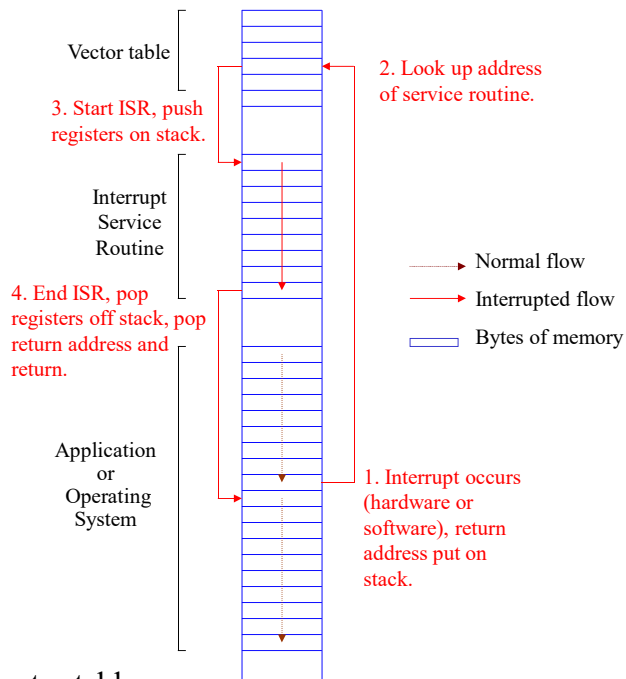 Vector table
2. Look up address
of service routine.
3. Start ISR, push
registers on stack.
Interrupt
Service
Routine
Normal flow
Interrupted flow
Bytes of memory
4. End ISR, pop
registers off stack, pop
return address and
return.
Application
or
Operating
System
1. Interrupt occurs
(hardware or
software), return
address put on
stack.